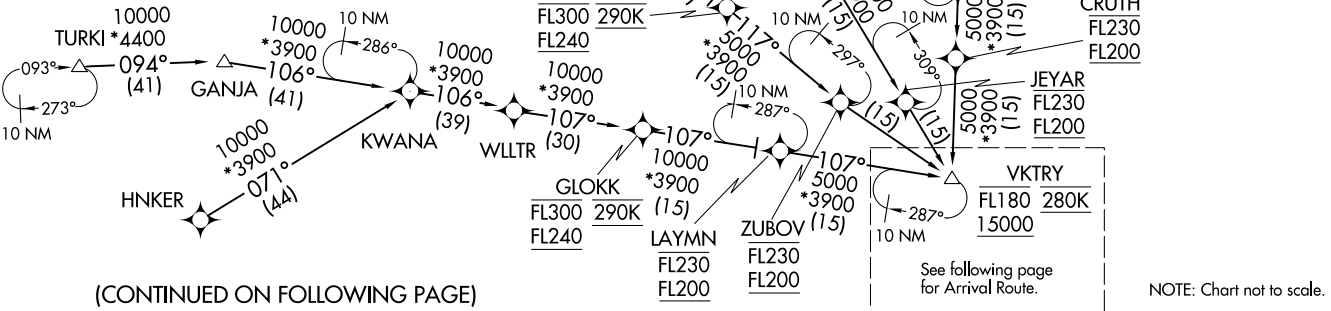 10000
*4400
TURKI
093°
273°
10 NM
094°
(41)
GANJA
10000
*3900
106°
(41)
10 NM
286°
KWANA
10000
*3900
106°
(39)
WLLTR
10000
*3900
107°
(30)
HNKER
10000
*3900
071°
(44)
GLOKK
FL300 290K
FL240
107°
10000
*3900
(15)
FL300 290K
FL240
117°
5000
*3900
(15)
10 NM
287°
LAYMN
FL230
FL200
107°
5000
*3900
(15)
10 NM
297°
ZUBOV
FL230
FL200
(15)
(15)
10 NM
309°
JEYAR
FL230
FL200
(15)
*3900
(15)
CRUTH
FL230
FL200
5000
*3900
(15)
VKTRY
FL180 280K
15000
287°
10 NM
See following page
for Arrival Route.
(CONTINUED ON FOLLOWING PAGE)
NOTE: Chart not to scale.